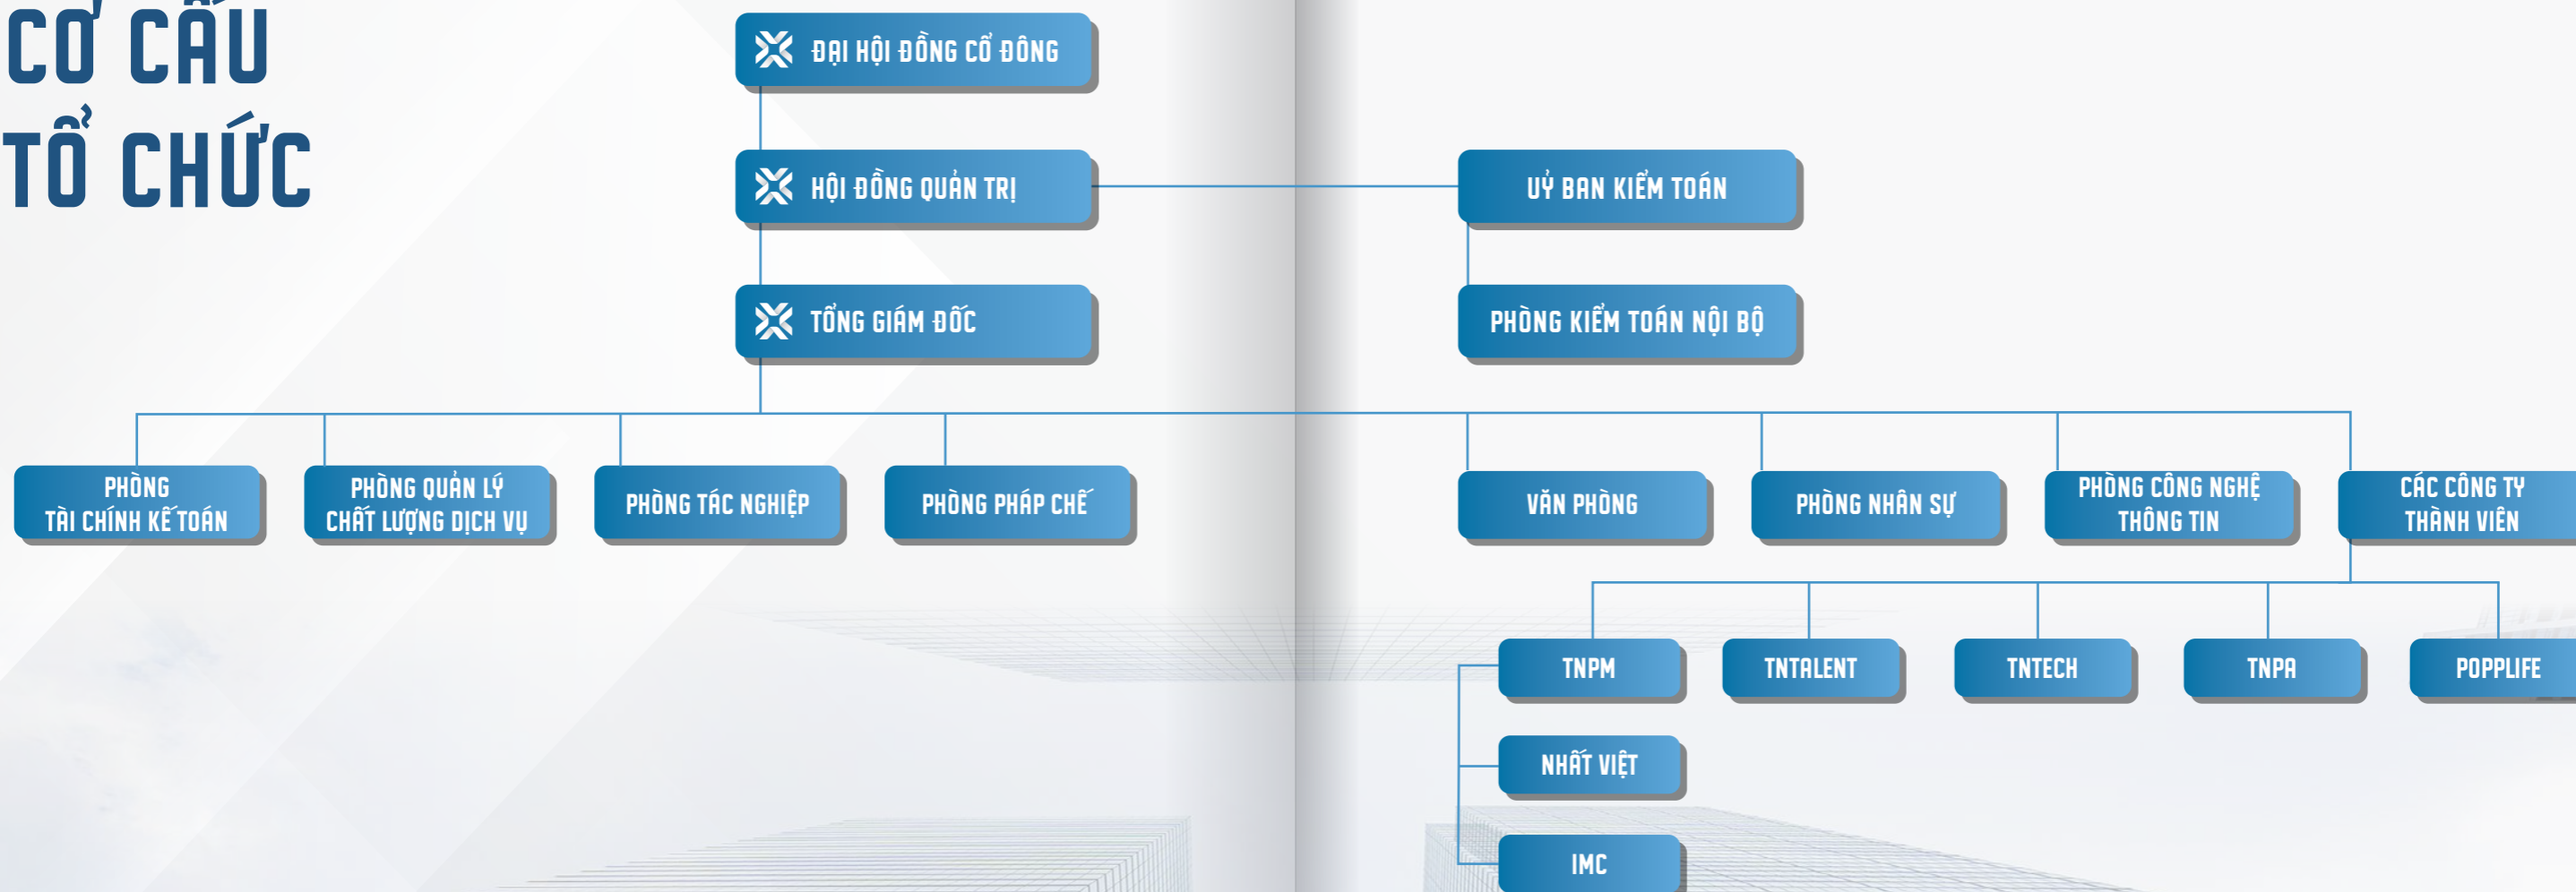 CƠ CẤU
TỔ CHỨC
ĐẠI HỘI ĐỒNG CỔ ĐÔNG
HỘI ĐỒNG QUẢN TRỊ
UỶ BAN KIỂM TOÁN
TỔNG GIÁM ĐỐC
PHÒNG KIỂM TOÁN NỘI BỘ
PHÒNG
TÀI CHÍNH KẾ TOÁN
PHÒNG QUẢN LÝ
CHẤT LƯỢNG DỊCH VỤ
PHÒNG TÁC NGHIỆP
PHÒNG PHÁP CHẾ
VĂN PHÒNG
PHÒNG NHÂN SỰ
PHÒNG CÔNG NGHỆ
THÔNG TIN
CÁC CÔNG TY
THÀNH VIÊN
TNPM
TNTALENT
TNTECH
TNPA
POPPLIFE
NHẤT VIỆT
IMC